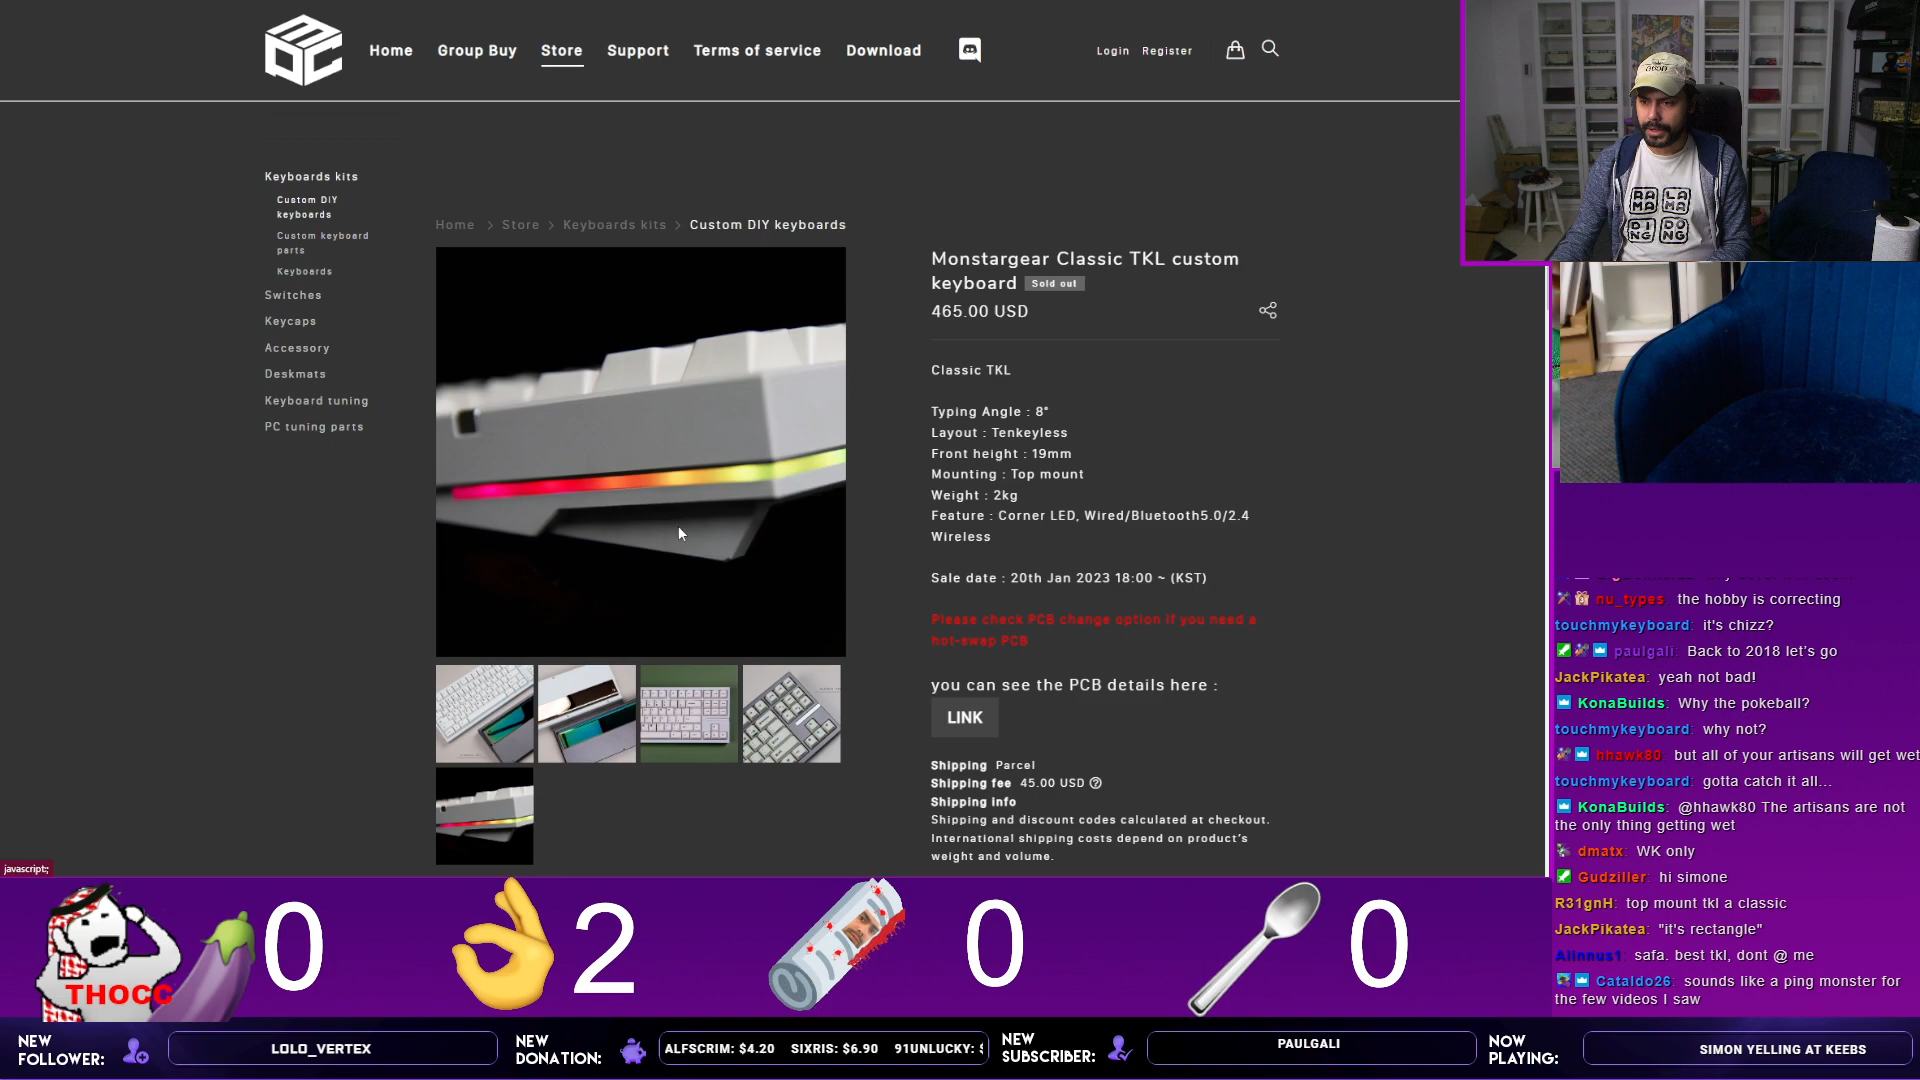 Home
Group Buy
Store
Support
Terms of service
Download
Login
Register
Keyboards kits
Custom DIY
keyboards
Custom keyboard
parts
Keyboards
Switches
Keycaps
Accessory
Deskmats
Keyboard tuning
PC tuning parts
Home > Store > Keyboards kits > Custom DIY keyboards
Monstargear Classic TKL custom
keyboard Sold out
465.00 USD
Classic TKL
Typing Angle : 8°
Layout : Tenkeyless
Front height : 19mm
Mounting : Top mount
Weight : 2kg
Feature : Corner LED, Wired/Bluetooth5.0/2.4
Wireless
Sale date : 20th Jan 2023 18:00 ~ (KST)
Please check PCB change option if you need a
hot-swap PCB
you can see the PCB details here :
LINK
Shipping Parcel
Shipping fee 45.00 USD
Shipping info
Shipping and discount codes calculated at checkout.
International shipping costs depend on product's
weight and volume.
javascript:;
GOOD
RA LA
MA MA
DI DO
NG NG
nu_types: the hobby is correcting
touchmykeyboard: it's chizz?
paulgali: Back to 2018 let's go
JackPikatea: yeah not bad!
KonaBuilds: Why the pokeball?
touchmykeyboard: why not?
hhawk80: but all of your artisans will get wet
touchmykeyboard: gotta catch it all...
KonaBuilds: @hhawk80 The artisans are not
the only thing getting wet
dmatx: WK only
Gudziller: hi simone
R31gnH: top mount tkl a classic
JackPikatea: "it's rectangle"
Alinnus1: safa. best tkl, dont @ me
Cataldo26: sounds like a ping monster for
the few videos I saw
THOCC
0
2
0
0
NEW
FOLLOWER:
LOLO_VERTEX
NEW
DONATION:
ALFSCRIM: $4.20 SIXRIS: $6.90 91UNLUCKY: $
NEW
SUBSCRIBER:
PAULGALI
NOW
PLAYING:
SIMON YELLING AT KEEBS